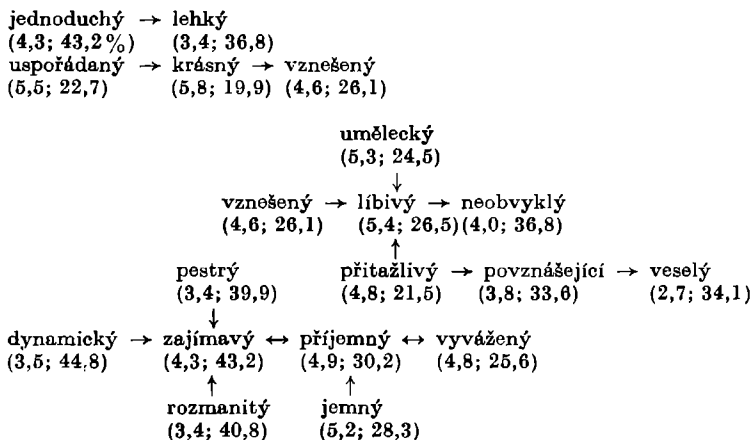 jednoduchý → lehký
(4,3; 43,2%) (3,4; 36,8)
uspořádaný → krásný → vznešený
(5,5; 22,7) (5,8; 19,9) (4,6; 26,1)
umělecký
(5,3; 24,5)
↓
vznešený → líbivý → neobvyklý
(4,6; 26,1) (5,4; 26,5) (4,0; 36,8)
↑
pestrý přitažlivý → povznášející → veselý
(3,4; 39,9) (4,8; 21,5) (3,8; 33,6) (2,7; 34,1)
↓
dynamický → zajímavý ↔ příjemný ↔ vyvážený
(3,5; 44,8) (4,3; 43,2) (4,9; 30,2) (4,8; 25,6)
↑ ↑
rozmanitý jemný
(3,4; 40,8) (5,2; 28,3)